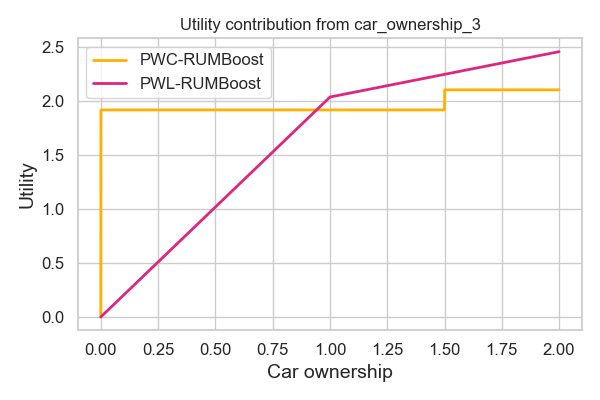 Utility contribution from car_ownership_3
PWC-RUMBoost
PWL-RUMBoost
Utility
2.5
2.0
1.5
1.0
0.5
0.0
0.00 0.25 0.50 0.75 1.00 1.25 1.50 1.75 2.00
Car ownership